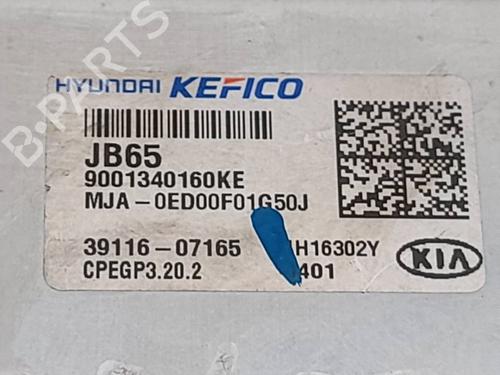 B-PARTS
HYUNDAI KEFICO
JB65
9001340160KE
MJA-0ED00F01G50J
39116-07165
H16302Y
CPEGP3.20.2
401
KIA